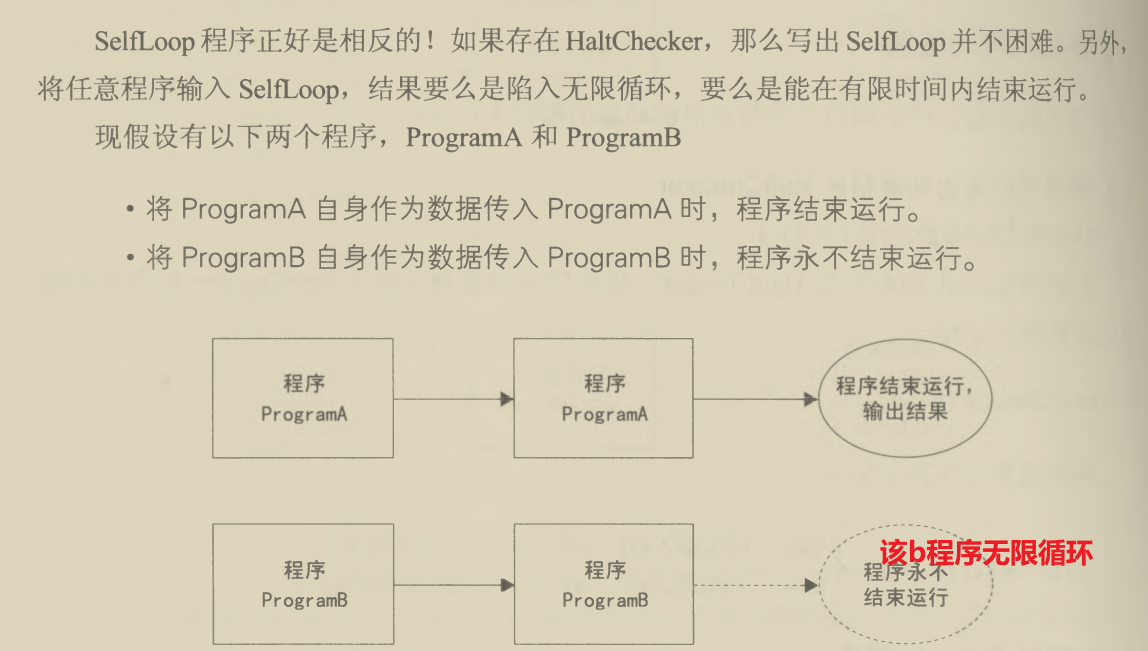 SelfLoop 程序正好是相反的！如果存在 HaltChecker，那么写出 SelfLoop 并不困难。另外，
将任意程序输入 SelfLoop，结果要么是陷入无限循环，要么是能在有限时间内结束运行。
现假设有以下两个程序，ProgramA 和 ProgramB
• 将 ProgramA 自身作为数据传入 ProgramA 时，程序结束运行。
• 将 ProgramB 自身作为数据传入 ProgramB 时，程序永不结束运行。
程序
ProgramA
程序
ProgramA
程序结束运行，
输出结果
程序
ProgramB
程序
ProgramB
该b程序无限循环
程序永不
结束运行